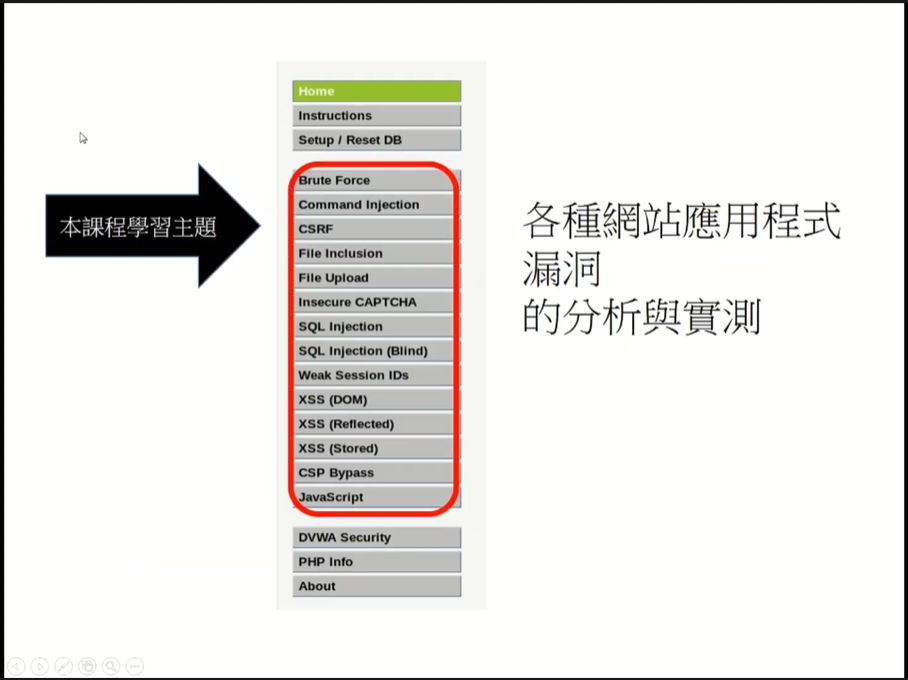 Home
Instructions
Setup / Reset DB
本課程學習主題
Brute Force
Command Injection
CSRF
File Inclusion
File Upload
Insecure CAPTCHA
SQL Injection
SQL Injection (Blind)
Weak Session IDs
XSS (DOM)
XSS (Reflected)
XSS (Stored)
CSP Bypass
JavaScript
DVWA Security
PHP Info
About
各種網站應用程式
漏洞
的分析與實測